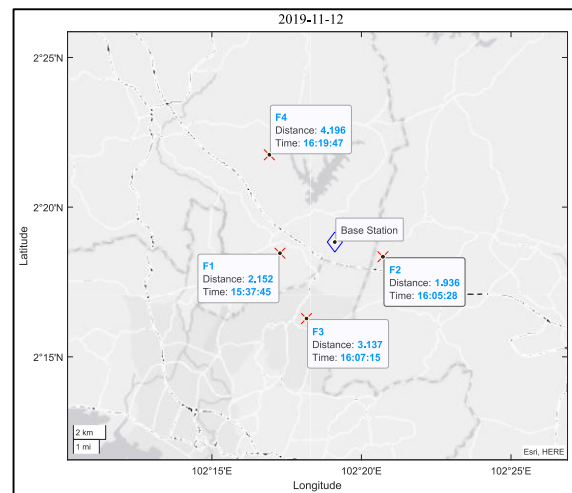 2019-11-12
2°25'N
F4
Distance: 4.196
Time: 16:19:47
2°20'N
Base Station
F1
Distance: 2.152
Time: 15:37:45
F2
Distance: 1.936
Time: 16:05:28
F3
Distance: 3.137
Time: 16:07:15
2°15'N
Latitude
2 km
1 mi
Esri, HERE
102°15'E
102°20'E
102°25'E
Longitude